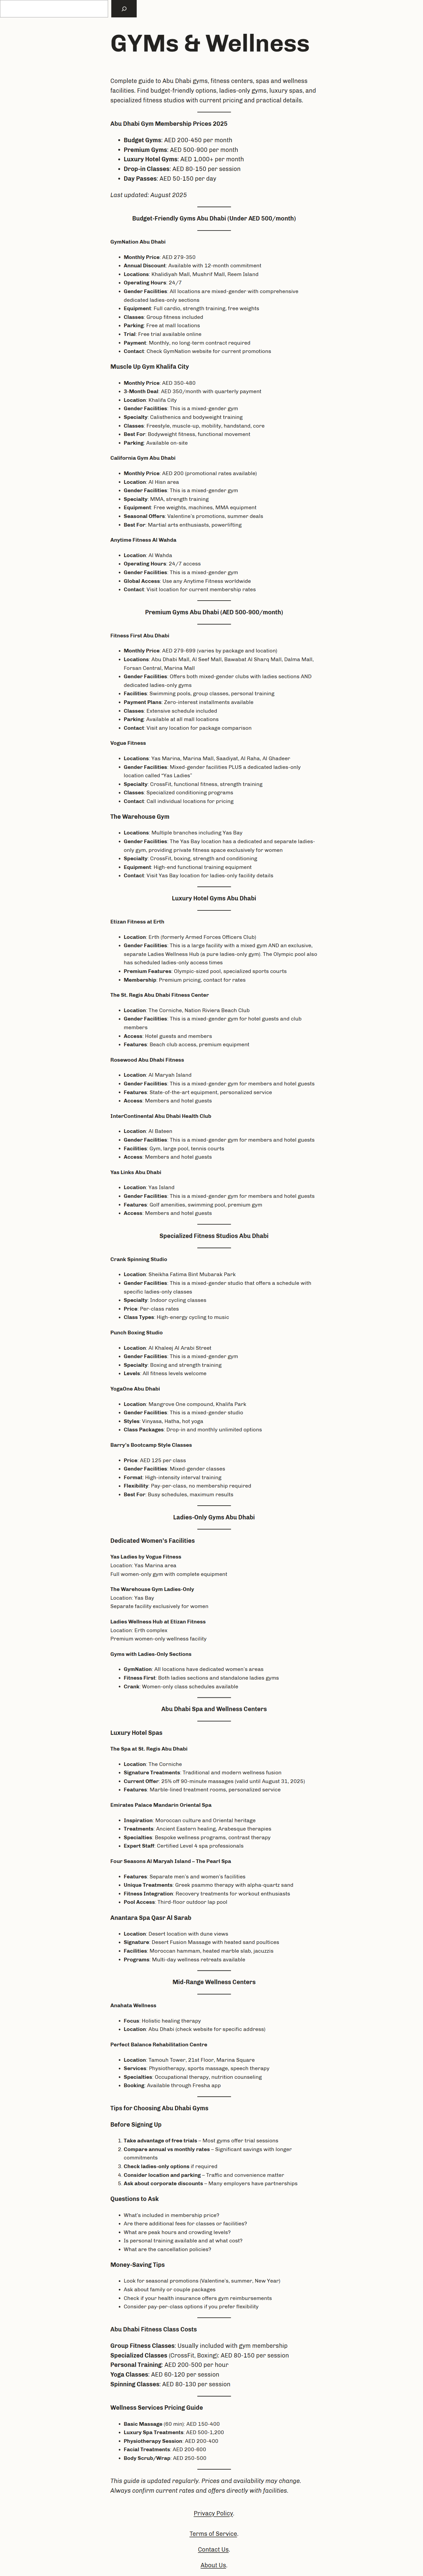 GYMs & Wellness
Complete guide to Abu Dhabi gyms, fitness centers, spas and wellness
facilities. Find budget-friendly options, ladies-only gyms, luxury spas, and
specialized fitness studios with current pricing and practical details.
Abu Dhabi Gym Membership Prices 2025
• Budget Gyms: AED 200-450 per month
• Premium Gyms: AED 500-900 per month
• Luxury Hotel Gyms: AED 1,000+ per month
• Drop-in Classes: AED 80-150 per session
• Day Passes: AED 50-150 per day
Last updated: August 2025
Budget-Friendly Gyms Abu Dhabi (Under AED 500/month)
GymNation Abu Dhabi
• Monthly Price: AED 279-350
• Annual Discount: Available with 12-month commitment
• Locations: Khalidiyah Mall, Mushrif Mall, Reem Island
• Operating Hours: 24/7
• Gender Facilities: All locations are mixed-gender with comprehensive
dedicated ladies-only sections
• Equipment: Full cardio, strength training, free weights
• Classes: Group fitness included
• Parking: Free at mall locations
• Trial: Free trial available online
• Payment: Monthly, no long-term contract required
• Contact: Check GymNation website for current promotions
Muscle Up Gym Khalifa City
• Monthly Price: AED 350-480
• 3-Month Deal: AED 350/month with quarterly payment
• Location: Khalifa City
• Gender Facilities: This is a mixed-gender gym
• Specialty: Calisthenics and bodyweight training
• Classes: Freestyle, muscle-up, mobility, handstand, core
• Best For: Bodyweight fitness, functional movement
• Parking: Available on-site
California Gym Abu Dhabi
• Monthly Price: AED 200 (promotional rates available)
• Location: Al Hian area
• Gender Facilities: This is a mixed-gender gym
• Specialty: MMA, strength training
• Equipment: Free weights, machines, MMA equipment
• Seasonal Offers: Valentine's promotions, summer deals
• Best For: Martial arts enthusiasts, powerlifting
Anytime Fitness Al Wahda
• Location: Al Wahda
• Operating Hours: 24/7 access
• Gender Facilities: This is a mixed-gender gym
• Global Access: Use any Anytime Fitness worldwide
• Contact: Visit location for current membership rates
Premium Gyms Abu Dhabi (AED 500-900/month)
Fitness First Abu Dhabi
• Monthly Price: AED 279-699 (varies by package and location)
• Locations: Abu Dhabi Mall, Al Seef Mall, Bawabat Al Sharq Mall, Dalma Mall,
Forsan Central, Marina Mall
• Gender Facilities: Offers both mixed-gender clubs with ladies sections AND
dedicated ladies-only gyms
• Facilities: Swimming pools, group classes, personal training
• Payment Plans: Zero-interest installments available
• Classes: Extensive schedule included
• Parking: Available at all mall locations
• Contact: Visit any location for package comparison
Vogue Fitness
• Locations: Yas Marina, Marina Mall, Saadiyat, Al Raha, Al Ghadeer
• Gender Facilities: Mixed-gender facilities PLUS a dedicated ladies-only
location called "Yas Ladies"
• Specialty: CrossFit, functional fitness, strength training
• Classes: Specialized conditioning programs
• Contact: Call individual locations for pricing
The Warehouse Gym
• Locations: Multiple branches including Yas Bay
• Gender Facilities: The Yas Bay location has a dedicated and separate ladies-
only gym, providing private fitness space exclusively for women
• Specialty: CrossFit, boxing, strength and conditioning
• Equipment: High-end functional training equipment
• Contact: Visit Yas Bay location for ladies-only facility details
Luxury Hotel Gyms Abu Dhabi
Etizan Fitness at Erth
• Location: Erth (formerly Armed Forces Officers Club)
• Gender Facilities: This is a large facility with a mixed gym AND an exclusive,
separate Ladies Wellness Hub (a pure ladies-only gym). The Olympic pool also
has scheduled ladies-only access times
• Premium Features: Olympic-sized pool, specialized sports courts
• Membership: Premium pricing, contact for rates
The St. Regis Abu Dhabi Fitness Center
• Location: The Corniche, Nation Riviera Beach Club
• Gender Facilities: This is a mixed-gender gym for hotel guests and club
members
• Access: Hotel guests and members
• Features: Beach club access, premium equipment
Rosewood Abu Dhabi Fitness
• Location: Al Maryah Island
• Gender Facilities: This is a mixed-gender gym for members and hotel guests
• Features: State-of-the-art equipment, personalized service
• Access: Members and hotel guests
InterContinental Abu Dhabi Health Club
• Location: Al Bateen
• Gender Facilities: This is a mixed-gender gym for members and hotel guests
• Facilities: Gym, large pool, tennis courts
• Access: Members and hotel guests
Yas Links Abu Dhabi
• Location: Yas Island
• Gender Facilities: This is a mixed-gender gym for members and hotel guests
• Features: Golf amenities, swimming pool, premium gym
• Access: Members and hotel guests
Specialized Fitness Studios Abu Dhabi
Crank Spinning Studio
• Location: Sheikha Fatima Bint Mubarak Park
• Gender Facilities: This is a mixed-gender studio that offers a schedule with
specific ladies-only classes
• Specialty: Indoor cycling classes
• Price: Per-class rates
• Class Types: High-energy cycling to music
Punch Boxing Studio
• Location: Al Khaleej Al Arabi Street
• Gender Facilities: This is a mixed-gender gym
• Specialty: Boxing and strength training
• Levels: All fitness levels welcome
YogaOne Abu Dhabi
• Location: Mangrove One compound, Khalifa Park
• Gender Facilities: This is a mixed-gender studio
• Styles: Vinyasa, Hatha, hot yoga
• Class Packages: Drop-in and monthly unlimited options
Barry's Bootcamp Style Classes
• Price: AED 125 per class
• Gender Facilities: Mixed-gender classes
• Format: High-intensity interval training
• Flexibility: Pay-per-class, no membership required
• Best For: Busy schedules, maximum results
Ladies-Only Gyms Abu Dhabi
Dedicated Women's Facilities
Yas Ladies by Vogue Fitness
Location: Yas Marina area
Full women-only gym with complete equipment
The Warehouse Gym Ladies-Only
Location: Yas Bay
Separate facility exclusively for women
Ladies Wellness Hub at Etizan Fitness
Location: Erth complex
Premium women-only wellness facility
Gyms with Ladies-Only Sections
• GymNation: All locations have dedicated women's areas
• Fitness First: Both ladies sections and standalone ladies gyms
• Crank: Women-only class schedules available
Abu Dhabi Spa and Wellness Centers
Luxury Hotel Spas
The Spa at St. Regis Abu Dhabi
• Location: The Corniche
• Signature Treatments: Traditional and modern wellness fusion
• Current Offer: 25% off 90-minute massages (valid until August 31, 2025)
• Features: Marble-lined treatment rooms, personalized service
Emirates Palace Mandarin Oriental Spa
• Inspiration: Moroccan culture and Oriental heritage
• Treatments: Ancient Eastern healing, Arabesque therapies
• Specialties: Bespoke wellness programs, contrast therapy
• Expert Staff: Certified Level 4 spa professionals
Four Seasons Al Maryah Island – The Pearl Spa
• Features: Separate men's and women's facilities
• Unique Treatments: Greek psammo therapy with alpha-quartz sand
• Fitness Integration: Recovery treatments for workout enthusiasts
• Pool Access: Third-floor outdoor lap pool
Anantara Spa Qasr Al Sarab
• Location: Desert location with dune views
• Signature: Desert Fusion Massage with heated sand poultices
• Facilities: Moroccan hammam, heated marble slab, jacuzzis
• Programs: Multi-day wellness retreats available
Mid-Range Wellness Centers
Anahata Wellness
• Focus: Holistic healing therapy
• Location: Abu Dhabi (check website for specific address)
Perfect Balance Rehabilitation Centre
• Location: Tamouh Tower, 21st Floor, Marina Square
• Services: Physiotherapy, sports massage, speech therapy
• Specialties: Occupational therapy, nutrition counseling
• Booking: Available through Fresha app
Tips for Choosing Abu Dhabi Gyms
Before Signing Up
1. Take advantage of free trials – Most gyms offer trial sessions
2. Compare annual vs monthly rates – Significant savings with longer
commitments
3. Check ladies-only options if required
4. Consider location and parking – Traffic and convenience matter
5. Ask about corporate discounts – Many employers have partnerships
Questions to Ask
• What's included in membership price?
• Are there additional fees for classes or facilities?
• What are peak hours and crowding levels?
• Is personal training available and at what cost?
• What are the cancellation policies?
Money-Saving Tips
• Look for seasonal promotions (Valentine's, summer, New Year)
• Ask about family or couple packages
• Check if your health insurance offers gym reimbursements
• Consider pay-per-class options if you prefer flexibility
Abu Dhabi Fitness Class Costs
Group Fitness Classes: Usually included with gym membership
Specialized Classes (CrossFit, Boxing): AED 80-150 per session
Personal Training: AED 200-500 per hour
Yoga Classes: AED 60-120 per session
Spinning Classes: AED 80-130 per session
Wellness Services Pricing Guide
• Basic Massage (60 min): AED 150-400
• Luxury Spa Treatments: AED 500-1,200
• Physiotherapy Session: AED 200-400
• Facial Treatments: AED 200-600
• Body Scrub/Wrap: AED 250-500
This guide is updated regularly. Prices and availability may change.
Always confirm current rates and offers directly with facilities.
Privacy Policy.
Terms of Service.
Contact Us.
About Us.